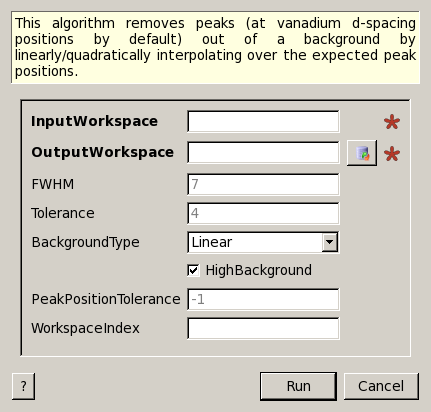 This algorithm removes peaks (at vanadium d-spacing
positions by default) out of a background by
linearly/quadratically interpolating over the expected peak
positions.
InputWorkspace
OutputWorkspace
FWHM 7
Tolerance 4
BackgroundType Linear
HighBackground
PeakPositionTolerance -1
WorkspaceIndex
? Run Cancel